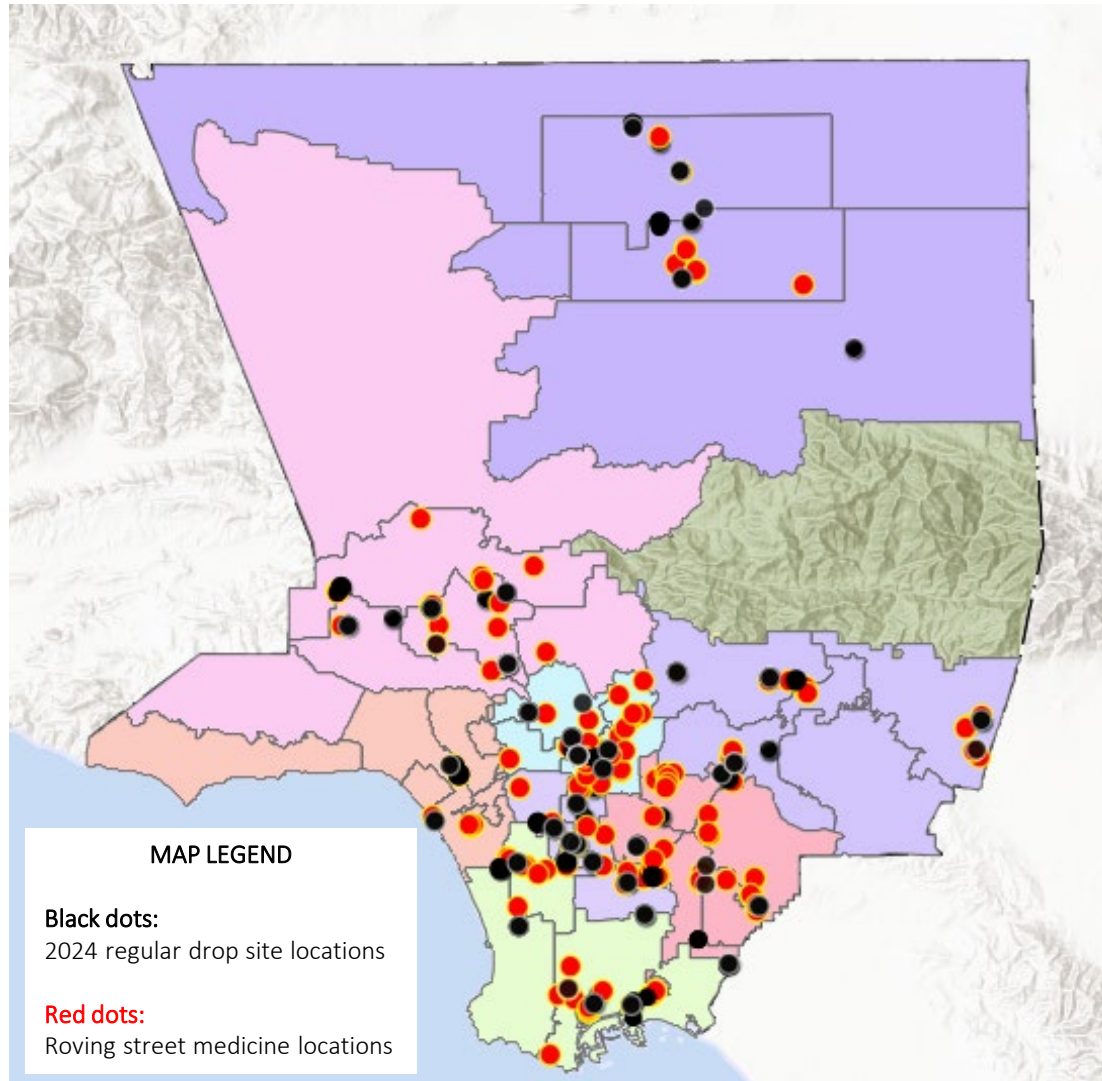 MAP LEGEND
Black dots:
2024 regular drop site locations
Red dots:
Roving street medicine locations